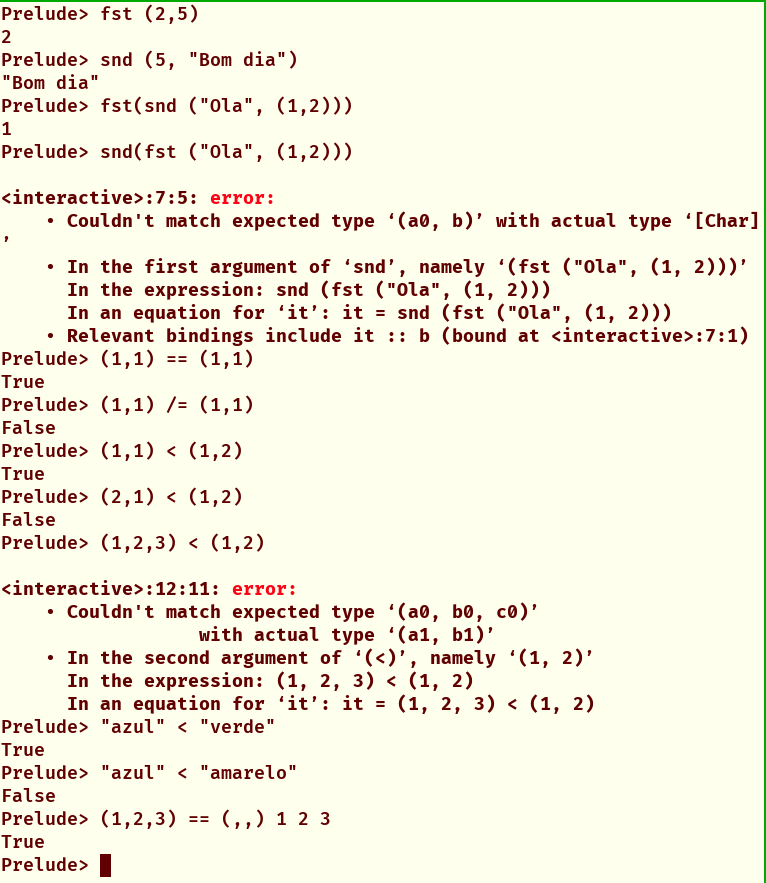 Prelude> fst (2,5)
2
Prelude> snd (5, "Bom dia")
"Bom dia"
Prelude> fst(snd ("Ola", (1,2)))
1
Prelude> snd(fst ("Ola", (1,2)))

<interactive>:7:5: error:
    • Couldn't match expected type ‘(a0, b)’ with actual type ‘[Char]
’
    • In the first argument of ‘snd’, namely ‘(fst ("Ola", (1, 2)))’
      In the expression: snd (fst ("Ola", (1, 2)))
      In an equation for ‘it’: it = snd (fst ("Ola", (1, 2)))
    • Relevant bindings include it :: b (bound at <interactive>:7:1)
Prelude> (1,1) == (1,1)
True
Prelude> (1,1) /= (1,1)
False
Prelude> (1,1) < (1,2)
True
Prelude> (2,1) < (1,2)
False
Prelude> (1,2,3) < (1,2)

<interactive>:12:11: error:
    • Couldn't match expected type ‘(a0, b0, c0)’
                  with actual type ‘(a1, b1)’
    • In the second argument of ‘(<)’, namely ‘(1, 2)’
      In the expression: (1, 2, 3) < (1, 2)
      In an equation for ‘it’: it = (1, 2, 3) < (1, 2)
Prelude> "azul" < "verde"
True
Prelude> "azul" < "amarelo"
False
Prelude> (1,2,3) == (,,) 1 2 3
True
Prelude>